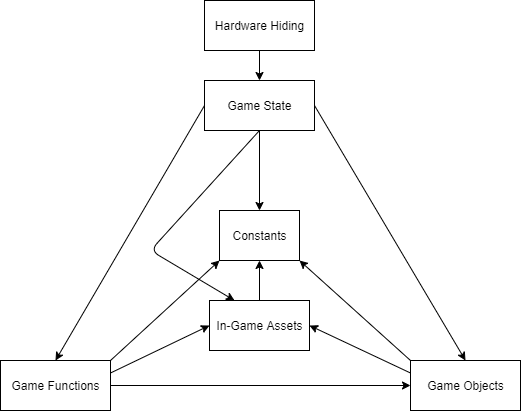 Hardware Hiding
Game State
Constants
In-Game Assets
Game Functions
Game Objects